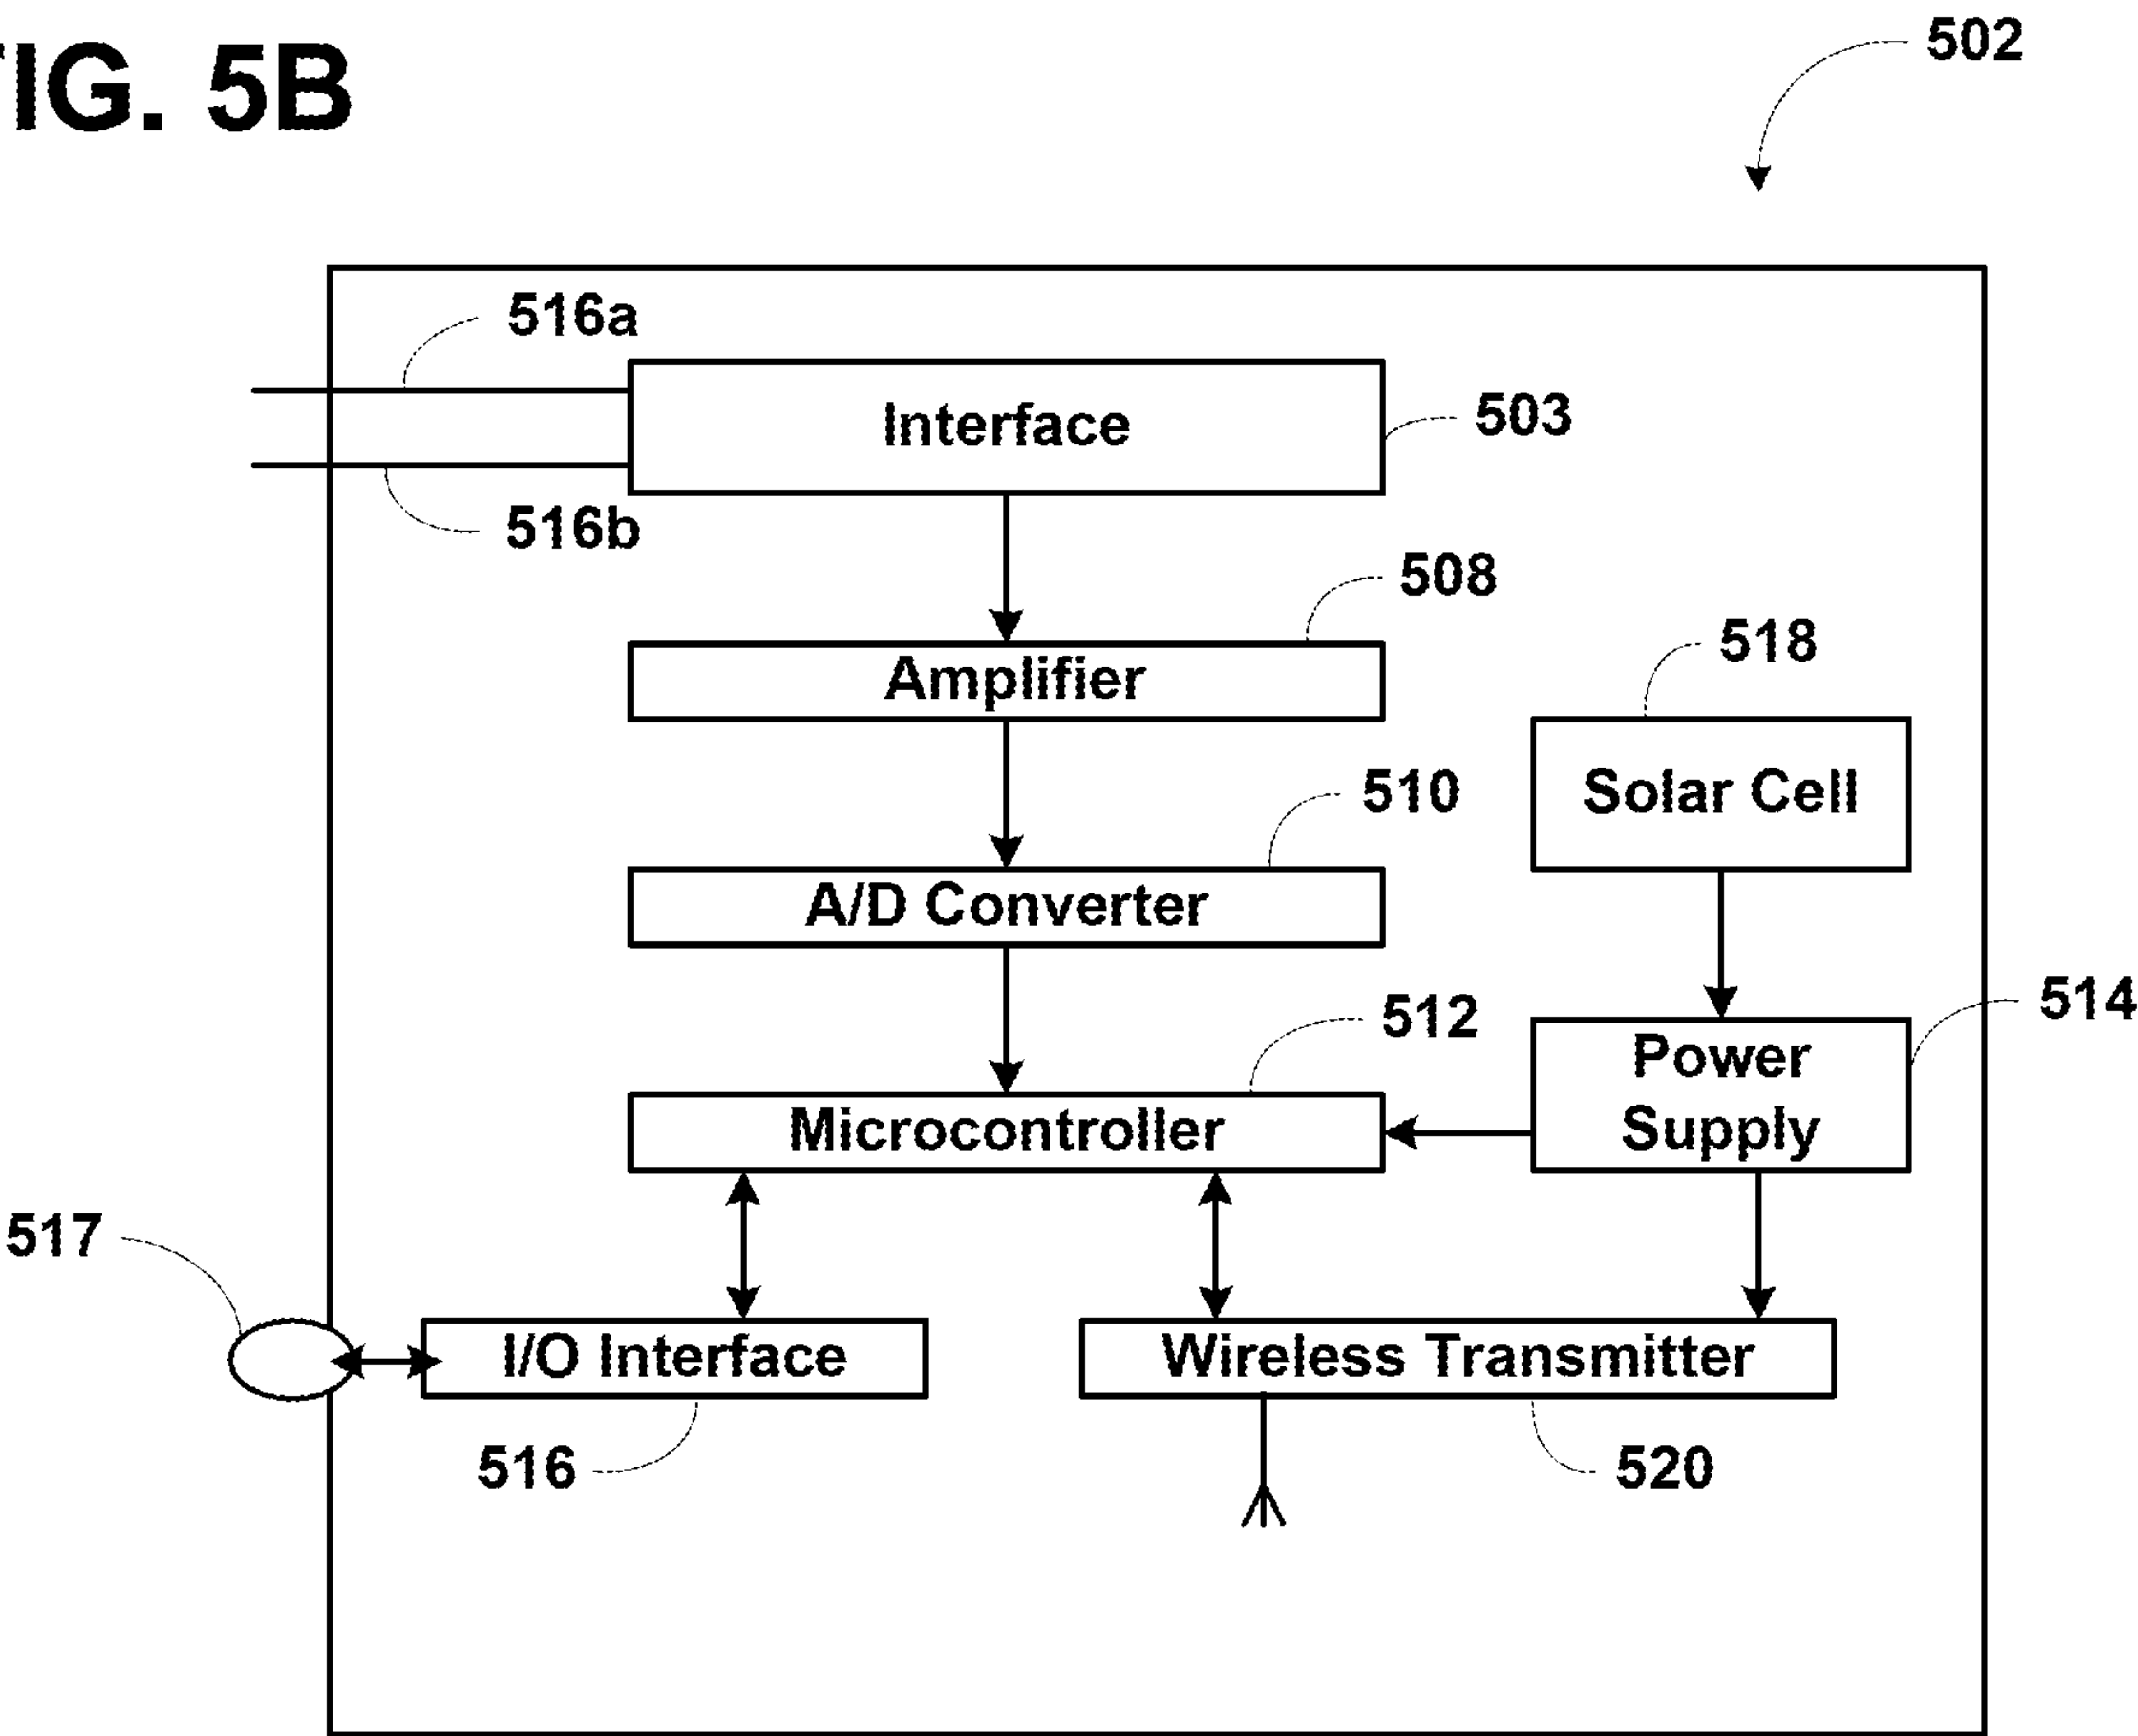 IG. 5B
502
516a
Interface
503
516b
508
Amplifier
518
Solar Cell
510
A/D Converter
512
514
Power
Supply
Microcontroller
517
I/O Interface
Wireless Transmitter
516
520